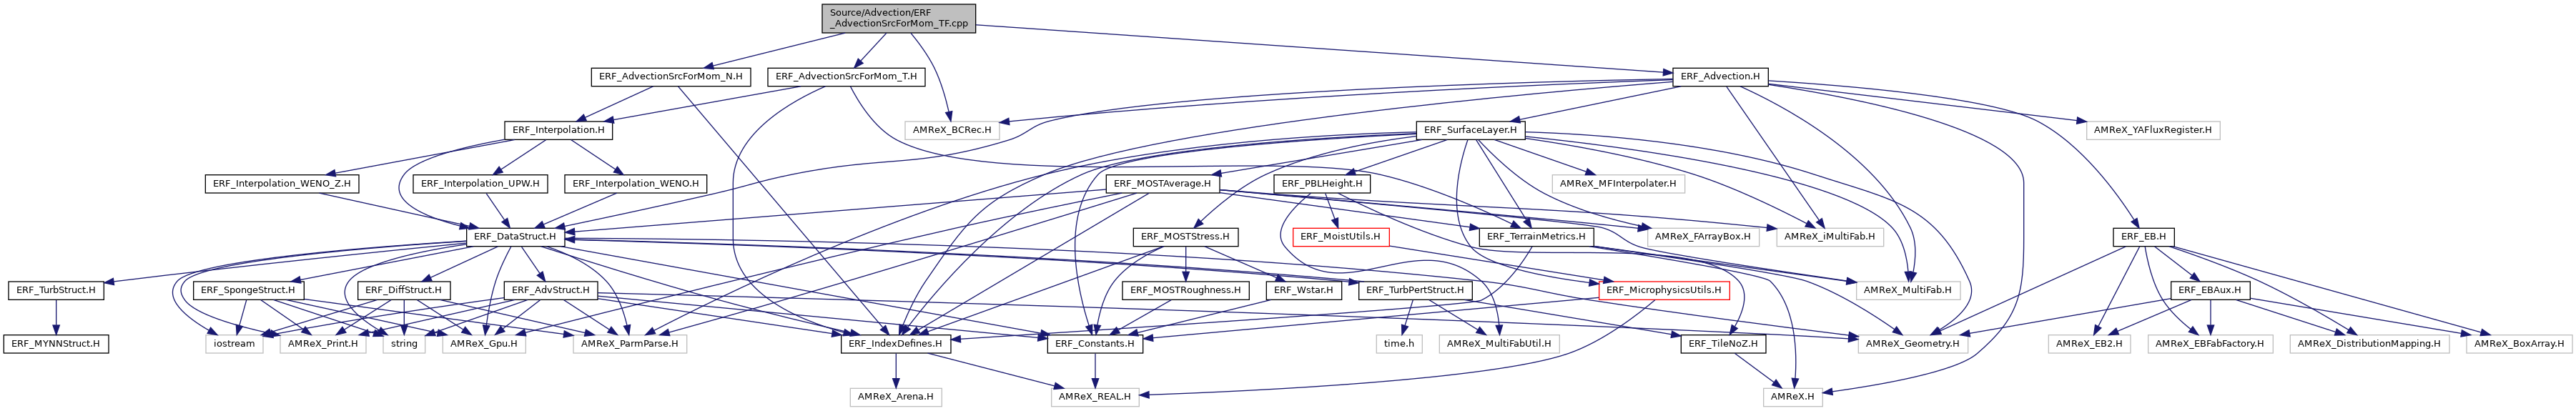 Source/Advection/ERF
_AdvectionSrcForMom_TF.cpp
ERF_AdvectionSrcForMom_N.H
ERF_AdvectionSrcForMom_T.H
ERF_Advection.H
ERF_Interpolation.H
AMReX_BCRec.H
ERF_SurfaceLayer.H
AMReX_YAFluxRegister.H
ERF_Interpolation_WENO_Z.H
ERF_Interpolation_UPW.H
ERF_Interpolation_WENO.H
ERF_MOSTAverage.H
ERF_PBLHeight.H
AMReX_MFInterpolater.H
ERF_DataStruct.H
ERF_MOSTStress.H
ERF_MoistUtils.H
ERF_TerrainMetrics.H
AMReX_FArrayBox.H
AMReX_iMultiFab.H
ERF_EB.H
ERF_TurbStruct.H
ERF_SpongeStruct.H
ERF_DiffStruct.H
ERF_AdvStruct.H
ERF_MOSTRoughness.H
ERF_Wstar.H
ERF_TurbPertStruct.H
ERF_MicrophysicsUtils.H
AMReX_MultiFab.H
ERF_EBAux.H
ERF_MYNNStruct.H
iostream
AMReX_Print.H
string
AMReX_Gpu.H
AMReX_ParmParse.H
ERF_IndexDefines.H
ERF_Constants.H
time.h
AMReX_MultiFabUtil.H
ERF_TileNoZ.H
AMReX_Geometry.H
AMReX_EB2.H
AMReX_EBFabFactory.H
AMReX_DistributionMapping.H
AMReX_BoxArray.H
AMReX_Arena.H
AMReX_REAL.H
AMReX.H